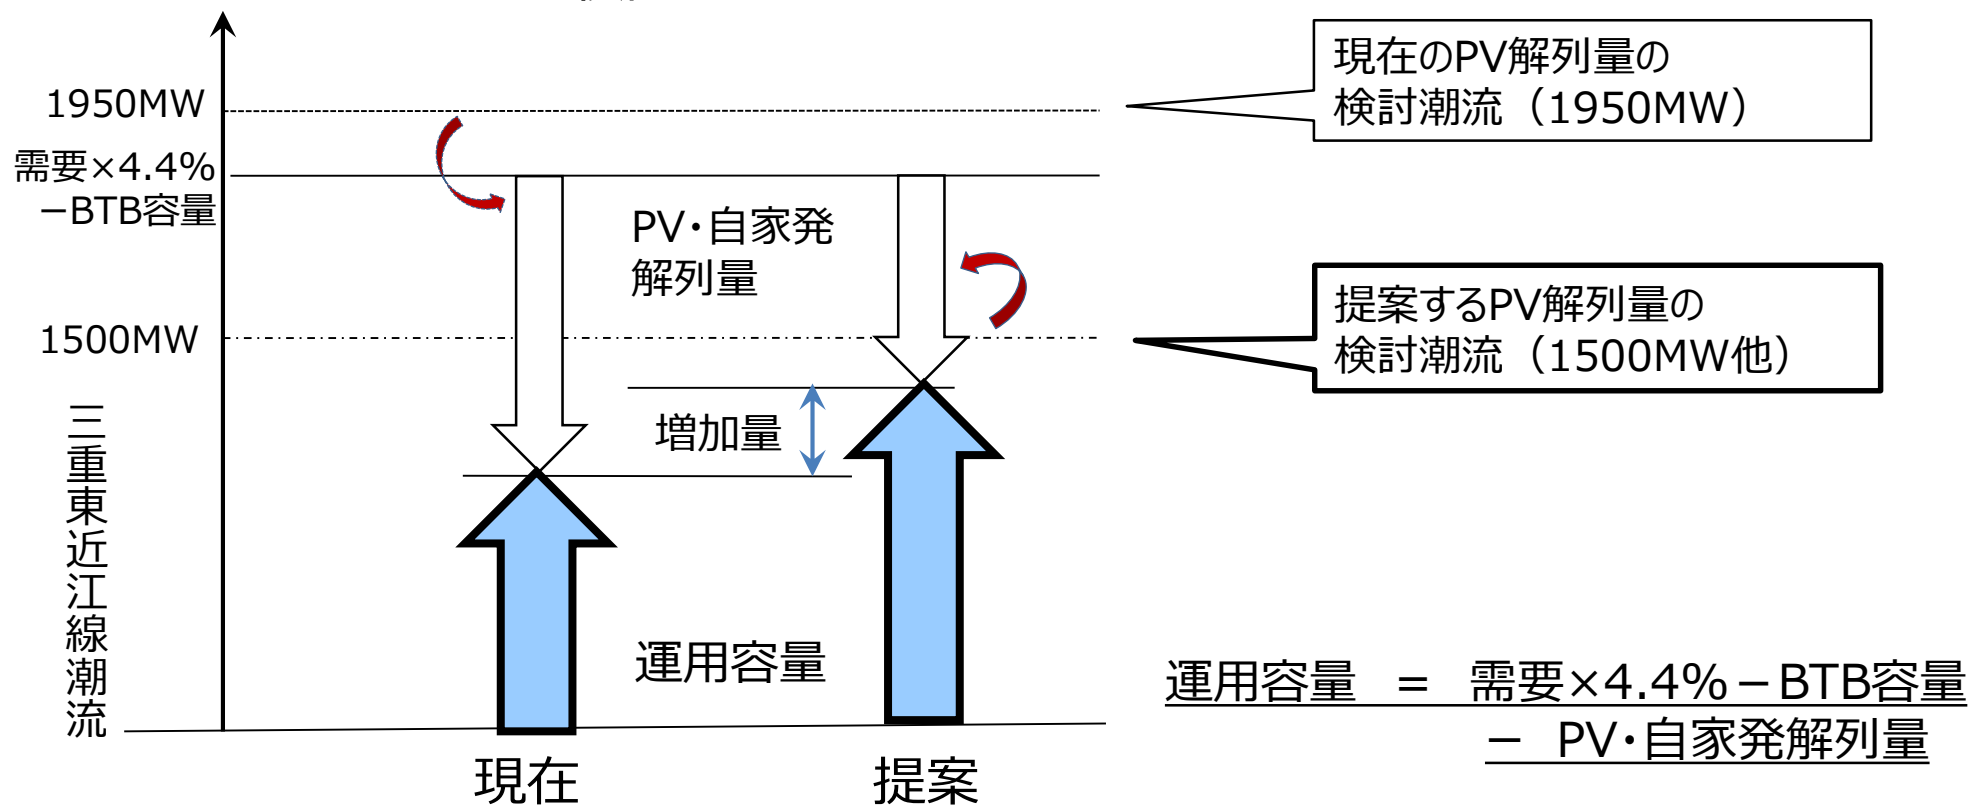 1950MW
需要×4.4%
－BTB容量
1500MW
三重東近江線潮流
PV・自家発
解列量
増加量
運用容量
現在
提案
現在のPV解列量の
検討潮流（1950MW）
提案するPV解列量の
検討潮流（1500MW他）
運用容量 ＝ 需要×4.4%－BTB容量
－ PV・自家発解列量